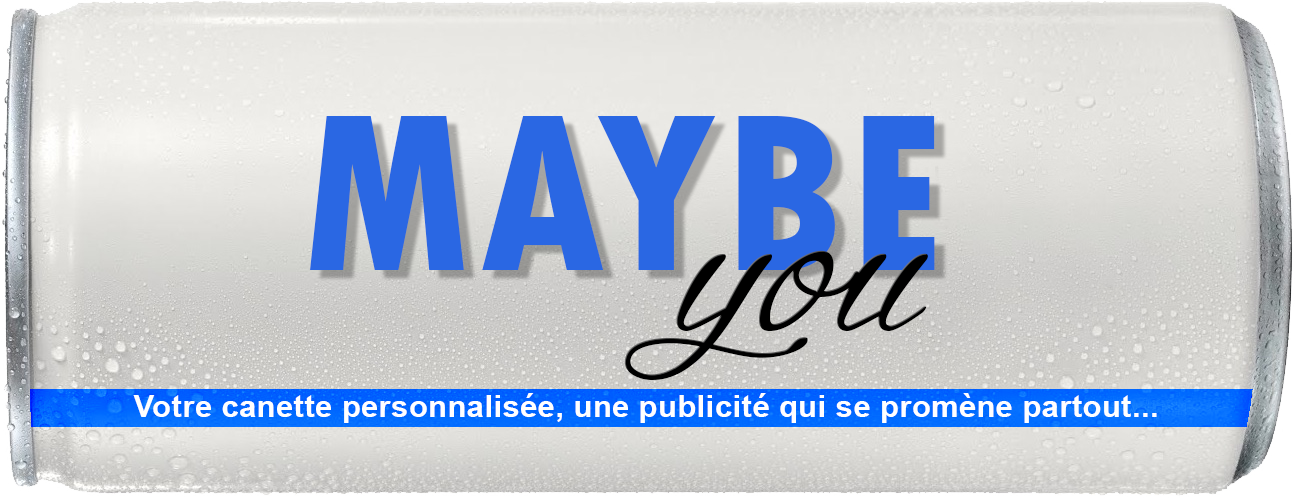 MAYBE
you
Votre canette personnalisée, une publicité qui se promène partout...